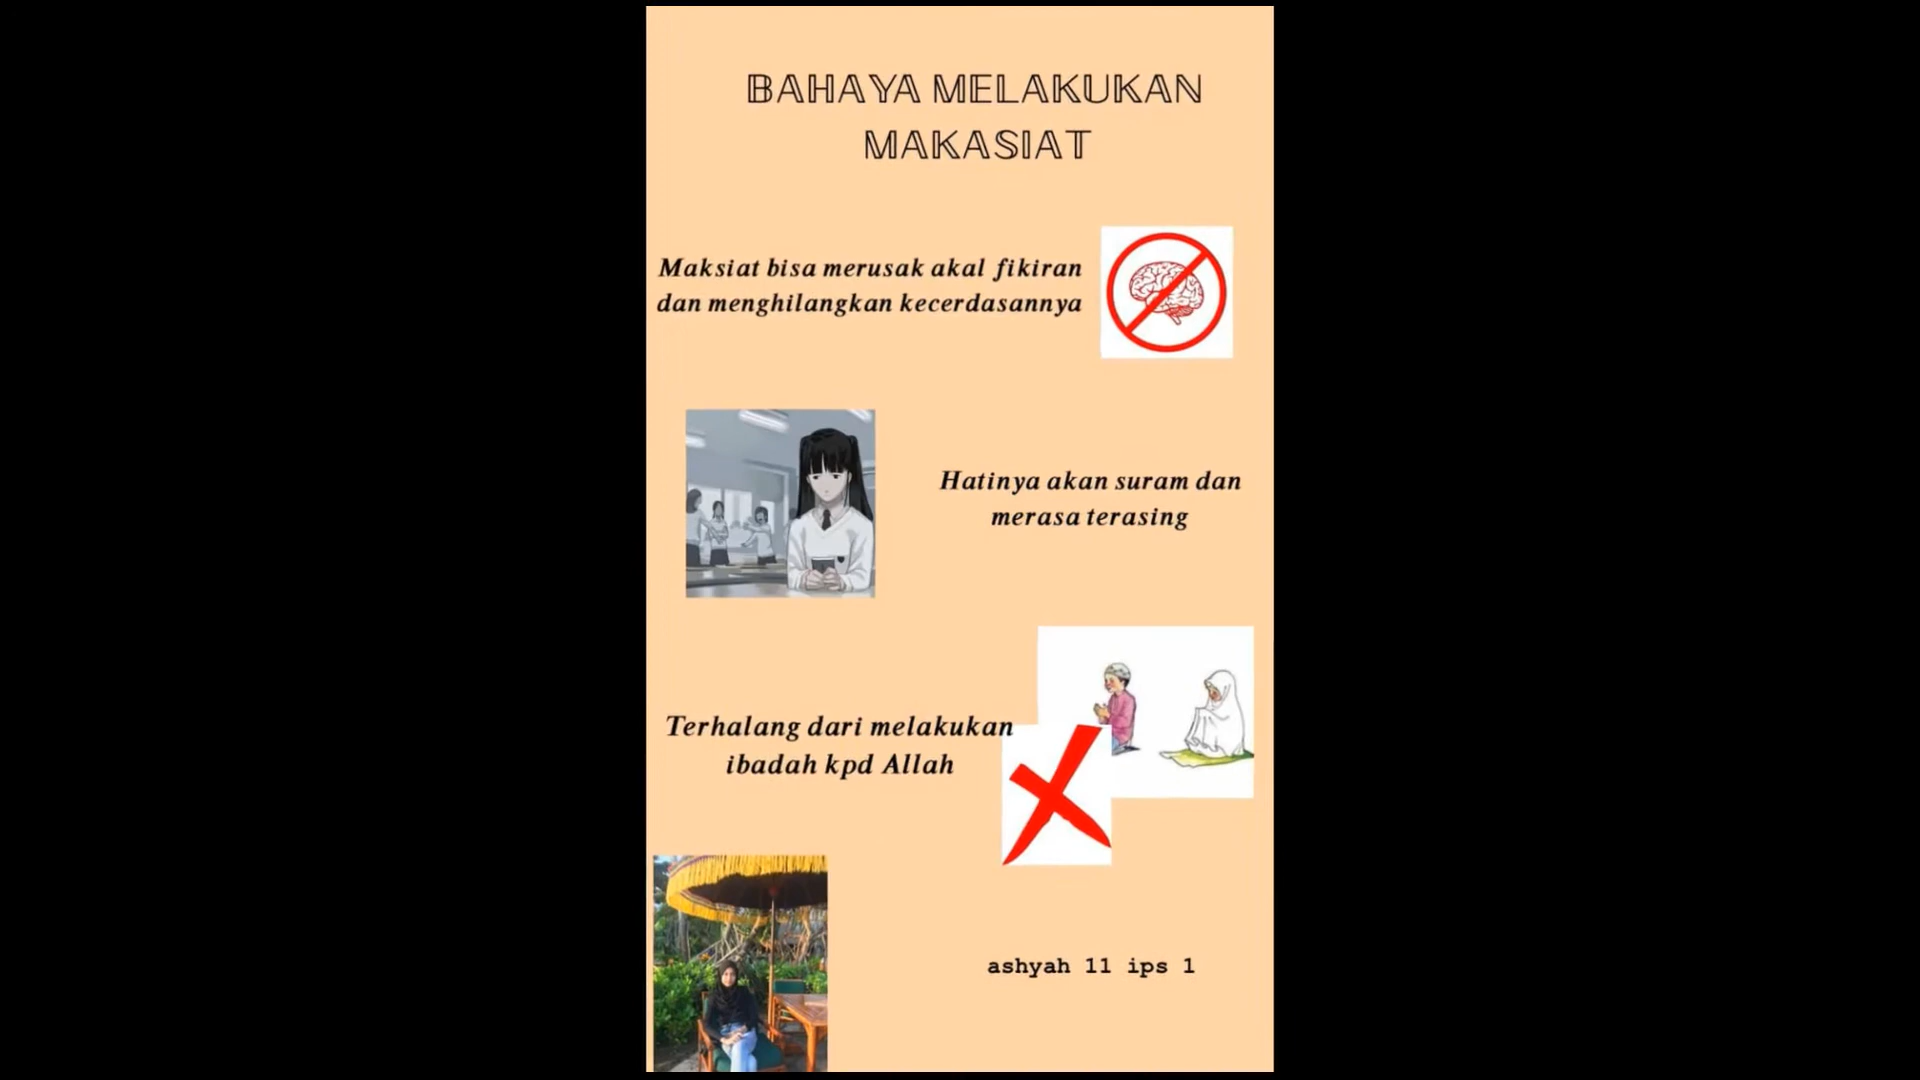 BAHAYA MELAKUKAN
MAKASIAT
Maksiat bisa merusak akal fikiran
dan menghilangkan kecerdasannya
Hatinya akan suram dan
merasa terasing
Terhalang dari melakukan
ibadah kpd Allah
ashyah 11 ips 1